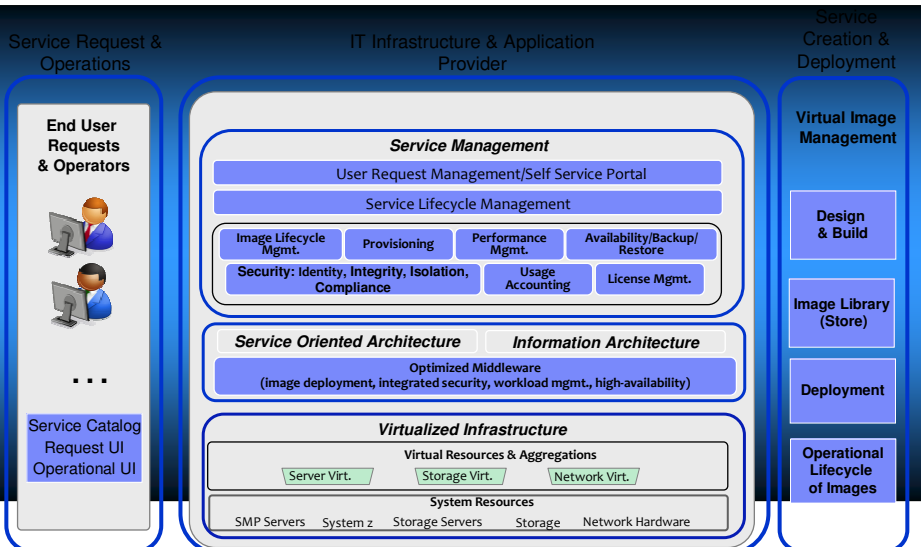 Service Request &
Operations
IT Infrastructure & Application
Provider
Service
Creation &
Deployment
End User
Requests
& Operators
. . .
Service Catalog
Request UI
Operational UI
Service Management
User Request Management/Self Service Portal
Service Lifecycle Management
Image Lifecycle
Mgmt.
Provisioning
Performance
Mgmt.
Availability/Backup/
Restore
Security: Identity, Integrity, Isolation,
Compliance
Usage
Accounting
License Mgmt.
Service Oriented Architecture
Information Architecture
Optimized Middleware
(image deployment, integrated security, workload mgmt., high-availability)
Virtualized Infrastructure
Virtual Resources & Aggregations
Server Virt.
Storage Virt.
Network Virt.
System Resources
SMP Servers
System z
Storage Servers
Storage
Network Hardware
Virtual Image
Management
Design
& Build
Image Library
(Store)
Deployment
Operational
Lifecycle
of Images